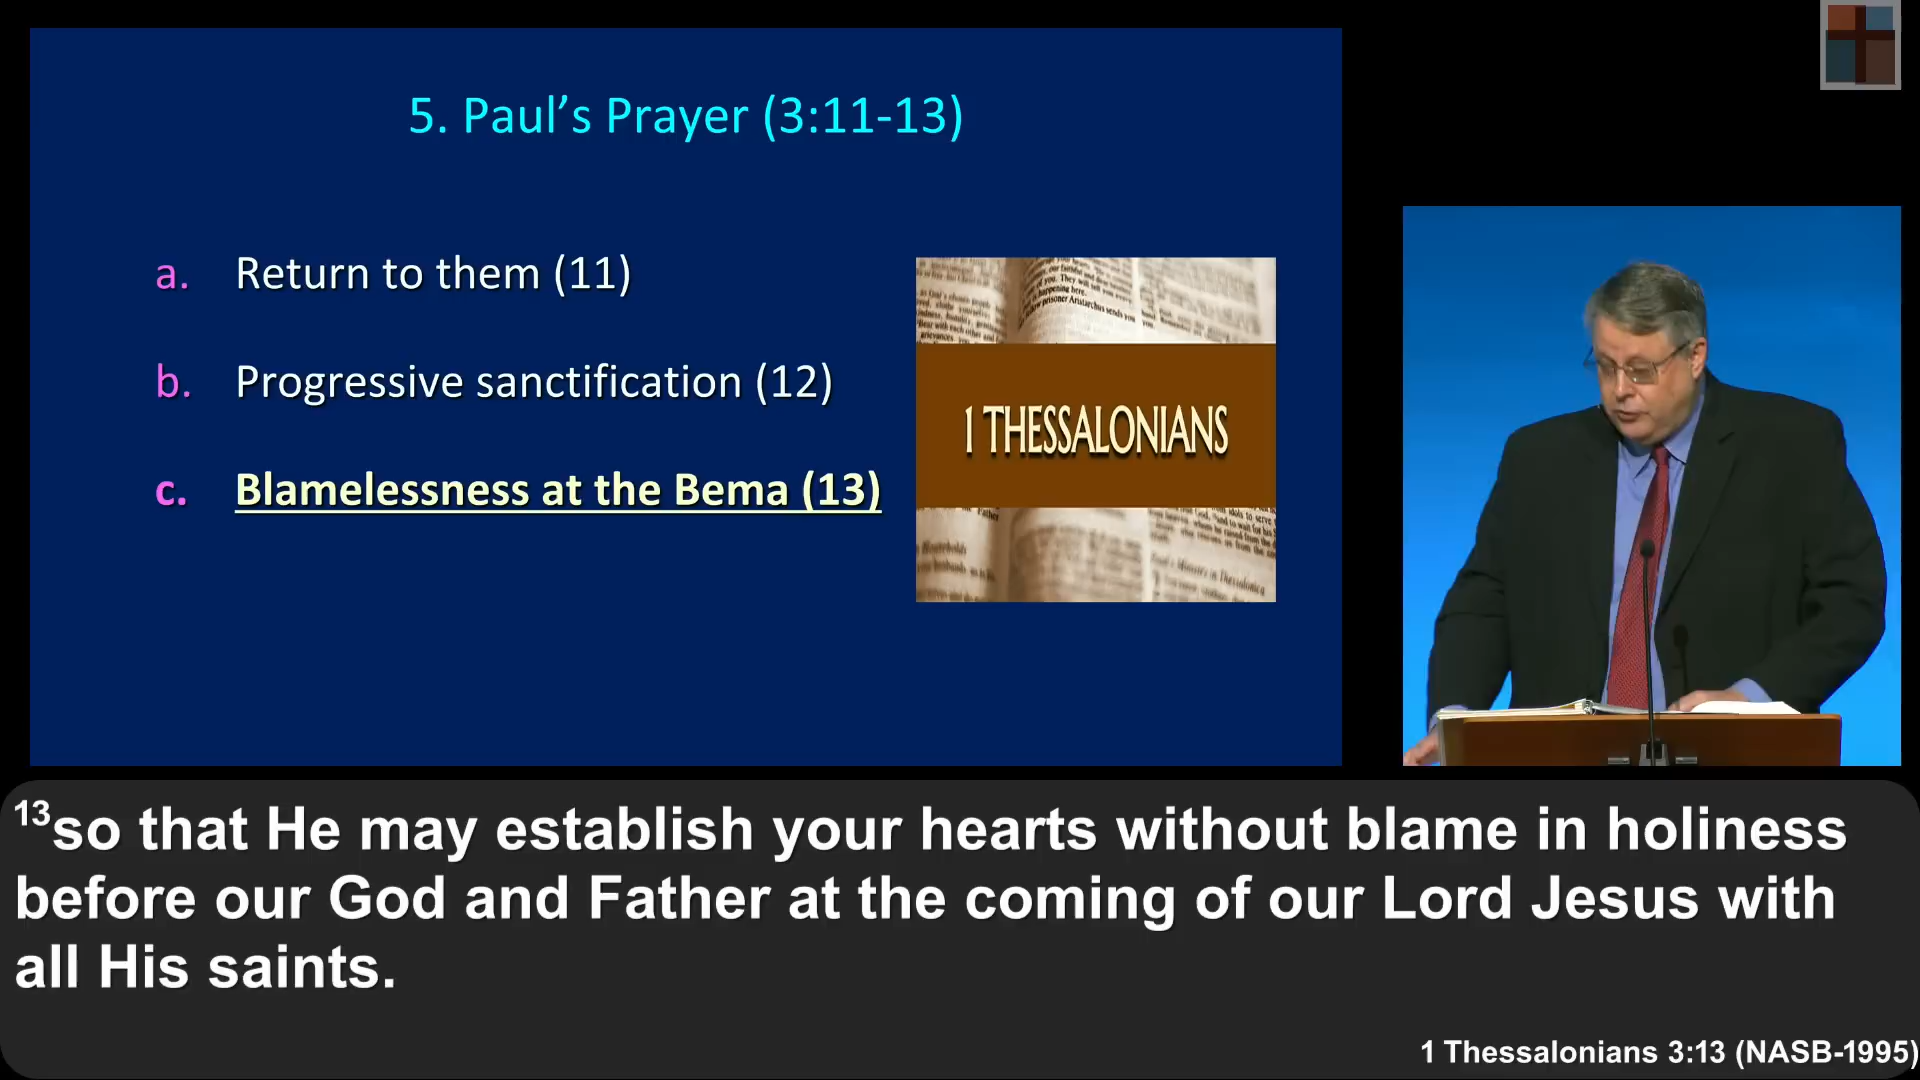 5. Paul’s Prayer (3:11-13)
a. Return to them (11)
b. Progressive sanctification (12)
c. Blamelessness at the Bema (13)
1 THESSALONIANS
13so that He may establish your hearts without blame in holiness
before our God and Father at the coming of our Lord Jesus with
all His saints.
1 Thessalonians 3:13 (NASB-1995)